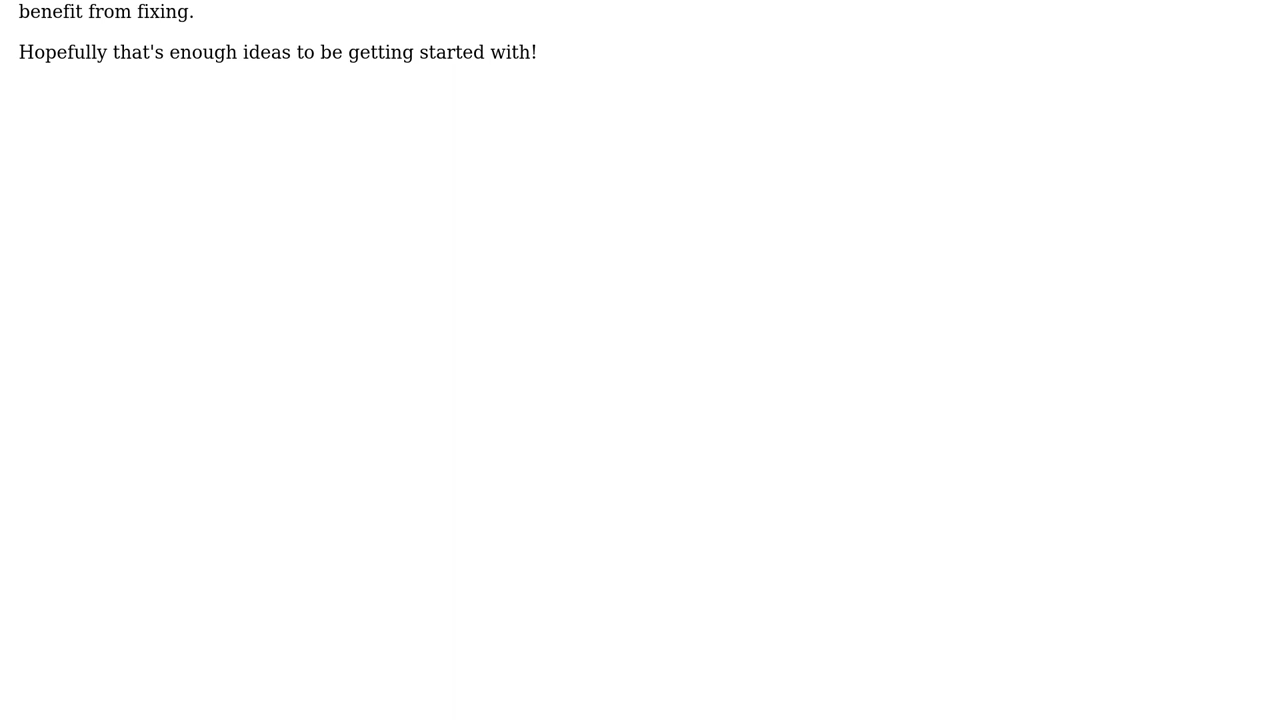 benefit from fixing.
Hopefully that's enough ideas to be getting started with!